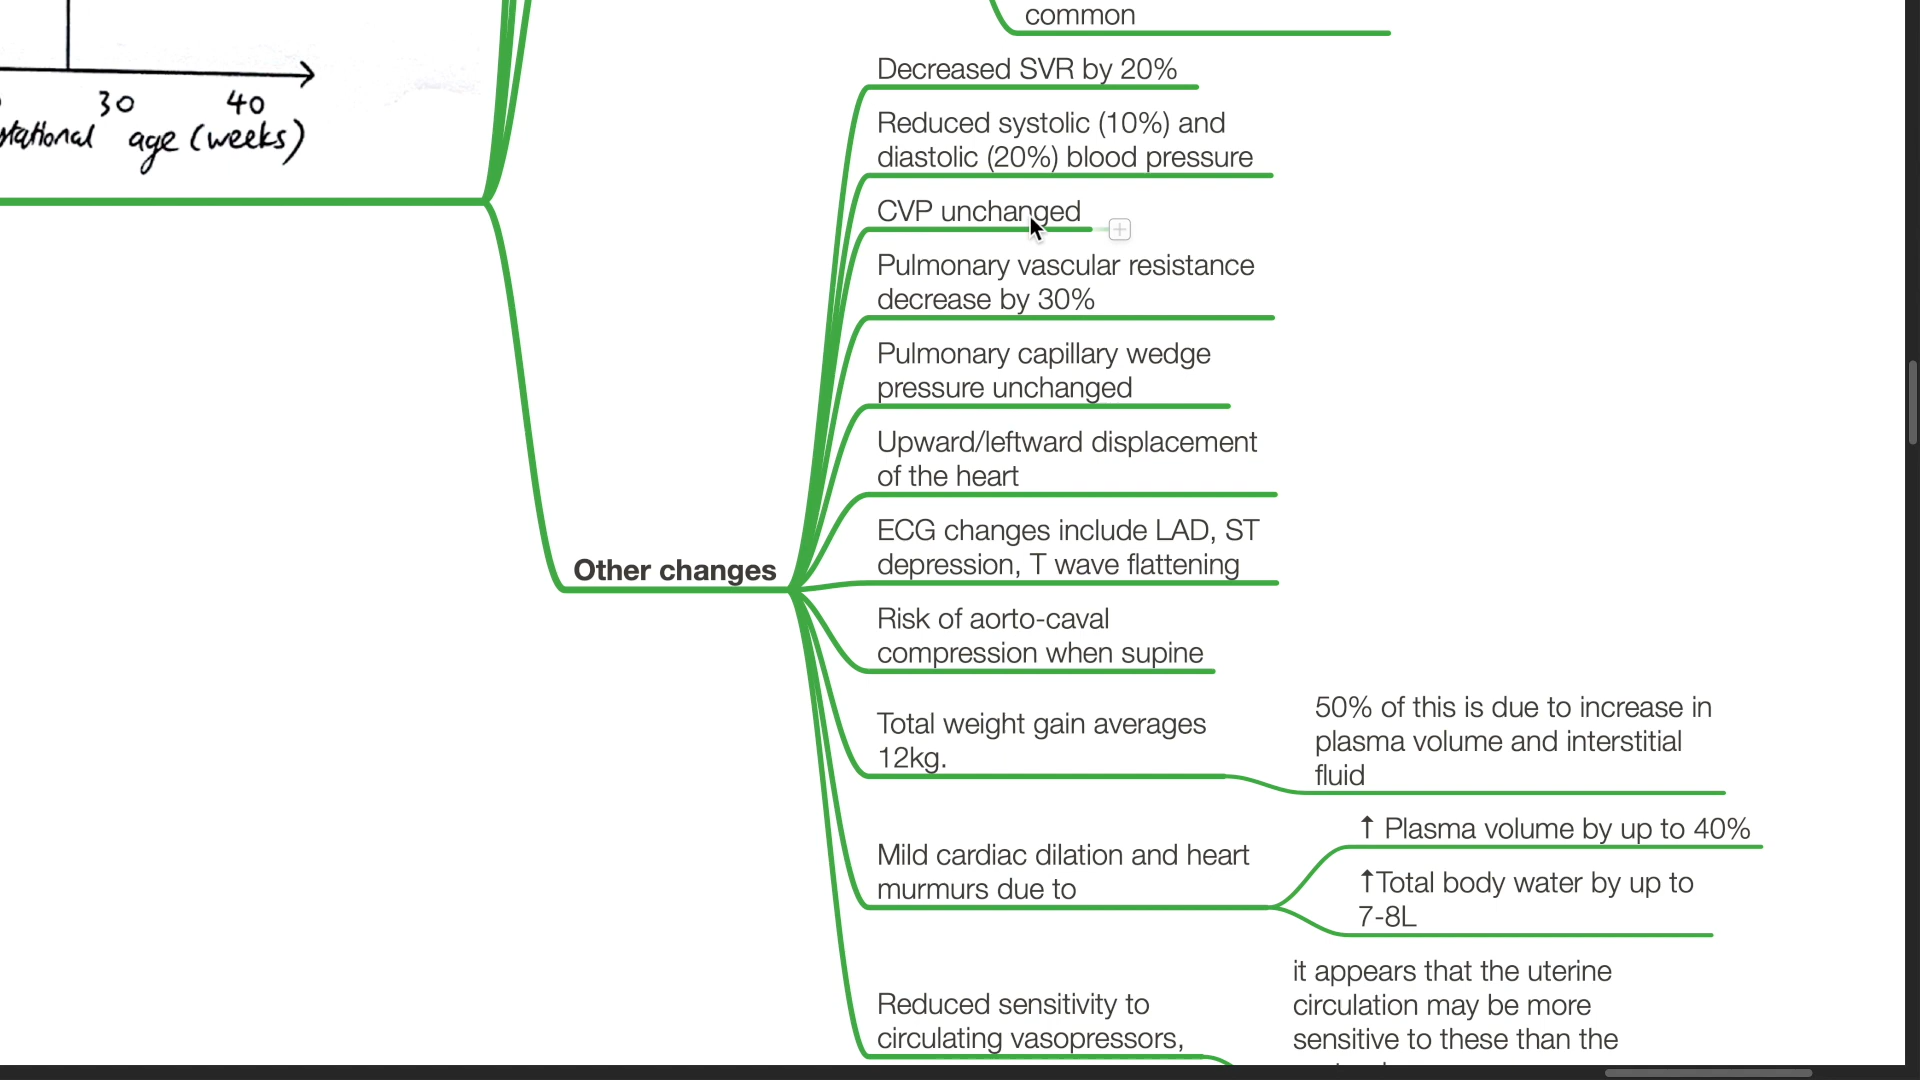 common
Decreased SVR by 20%
Reduced systolic (10%) and
diastolic (20%) blood pressure
CVP unchanged
Pulmonary vascular resistance
decrease by 30%
Pulmonary capillary wedge
pressure unchanged
Upward/leftward displacement
of the heart
ECG changes include LAD, ST
depression, T wave flattening
Other changes
Risk of aorto-caval
compression when supine
Total weight gain averages
12kg.
50% of this is due to increase in
plasma volume and interstitial
fluid
Mild cardiac dilation and heart
murmurs due to
↑ Plasma volume by up to 40%
↑Total body water by up to
7-8L
Reduced sensitivity to
circulating vasopressors,
it appears that the uterine
circulation may be more
sensitive to these than the
30 40
age (weeks)